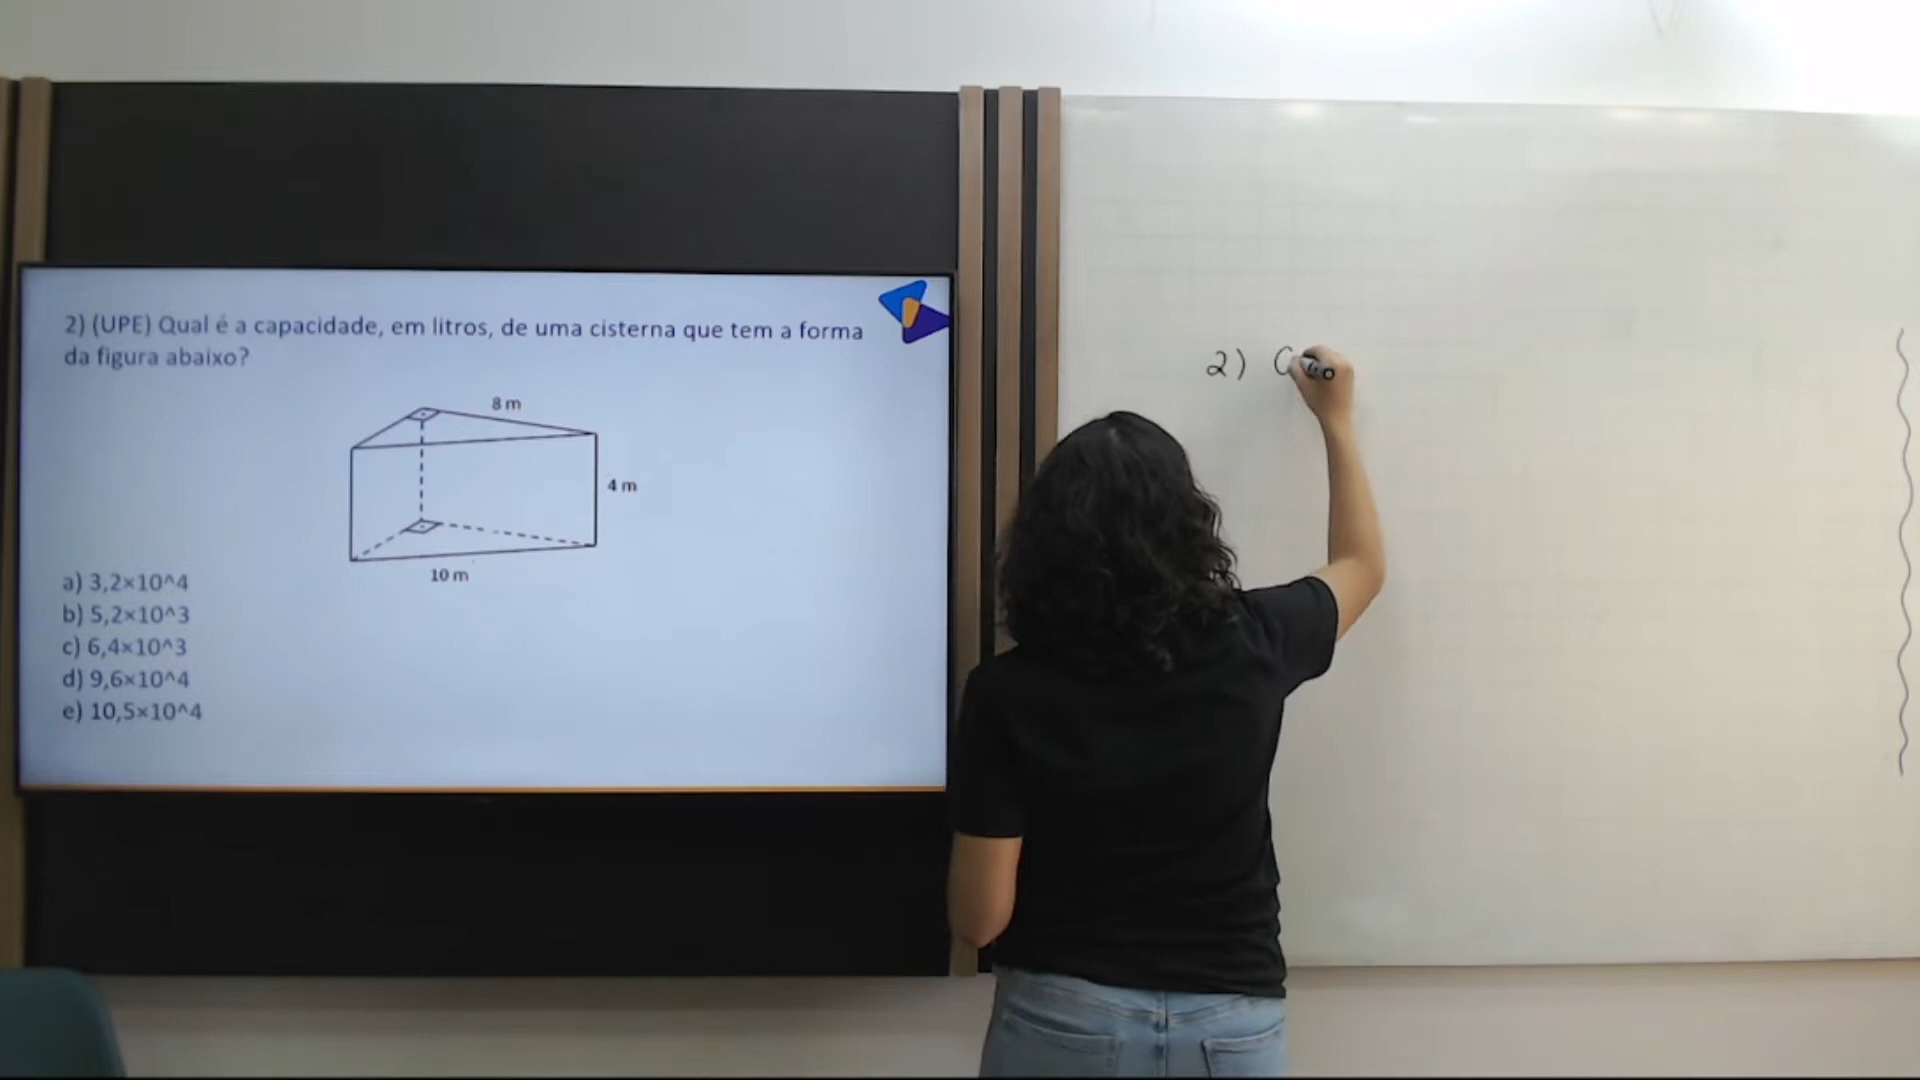 2) (UPE) Qual é a capacidade, em litros, de uma cisterna que tem a forma
da figura abaixo?
8 m
4 m
10 m
a) 3,2×10^4
b) 5,2×10^3
c) 6,4×10^3
d) 9,6×10^4
e) 10,5×10^4
2) C